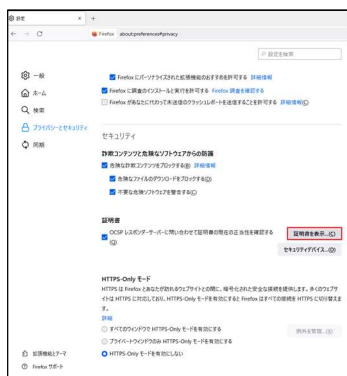 設定
Firefox about:preferences#privacy
設定を検索
一般
ホーム
検索
プライバシーとセキュリティ
同期
Firefox にパーソナライズされた拡張機能のおすすめを許可する 詳細情報
Firefox に調査のインストールと実行を許可する Firefox 調査を確認する
Firefox があなたに代わって未送信のクラッシュレポートを送信することを許可する 詳細情報(C)
セキュリティ
詐欺コンテンツと危険なソフトウェアからの防護
危険な詐欺コンテンツをブロックする(B) 詳細情報
危険なファイルのダウンロードをブロックする(D)
不要な危険ソフトウェアを警告する(C)
証明書
OCSP レスポンダーサーバーに問い合わせて証明書の現在の正当性を確認する
(Q)
証明書を表示...(C)
セキュリティデバイス...(D)
HTTPS-Only モード
HTTPS は Firefox とあなたが訪れるウェブサイトとの間に、暗号化された安全な接続を提供します。多くのウェブサ
イトは HTTPS に対応しており、HTTPS-Only モードを有効にすると Firefox はすべての接続を HTTPS に切り替えま
す。
詳細
すべてのウィンドウで HTTPS-Only モードを有効にする
例外を管理...(E)
プライベートウィンドウのみ HTTPS-Only モードを有効にする
HTTPS-Only モードを有効にしない
拡張機能とテーマ
Firefox サポート